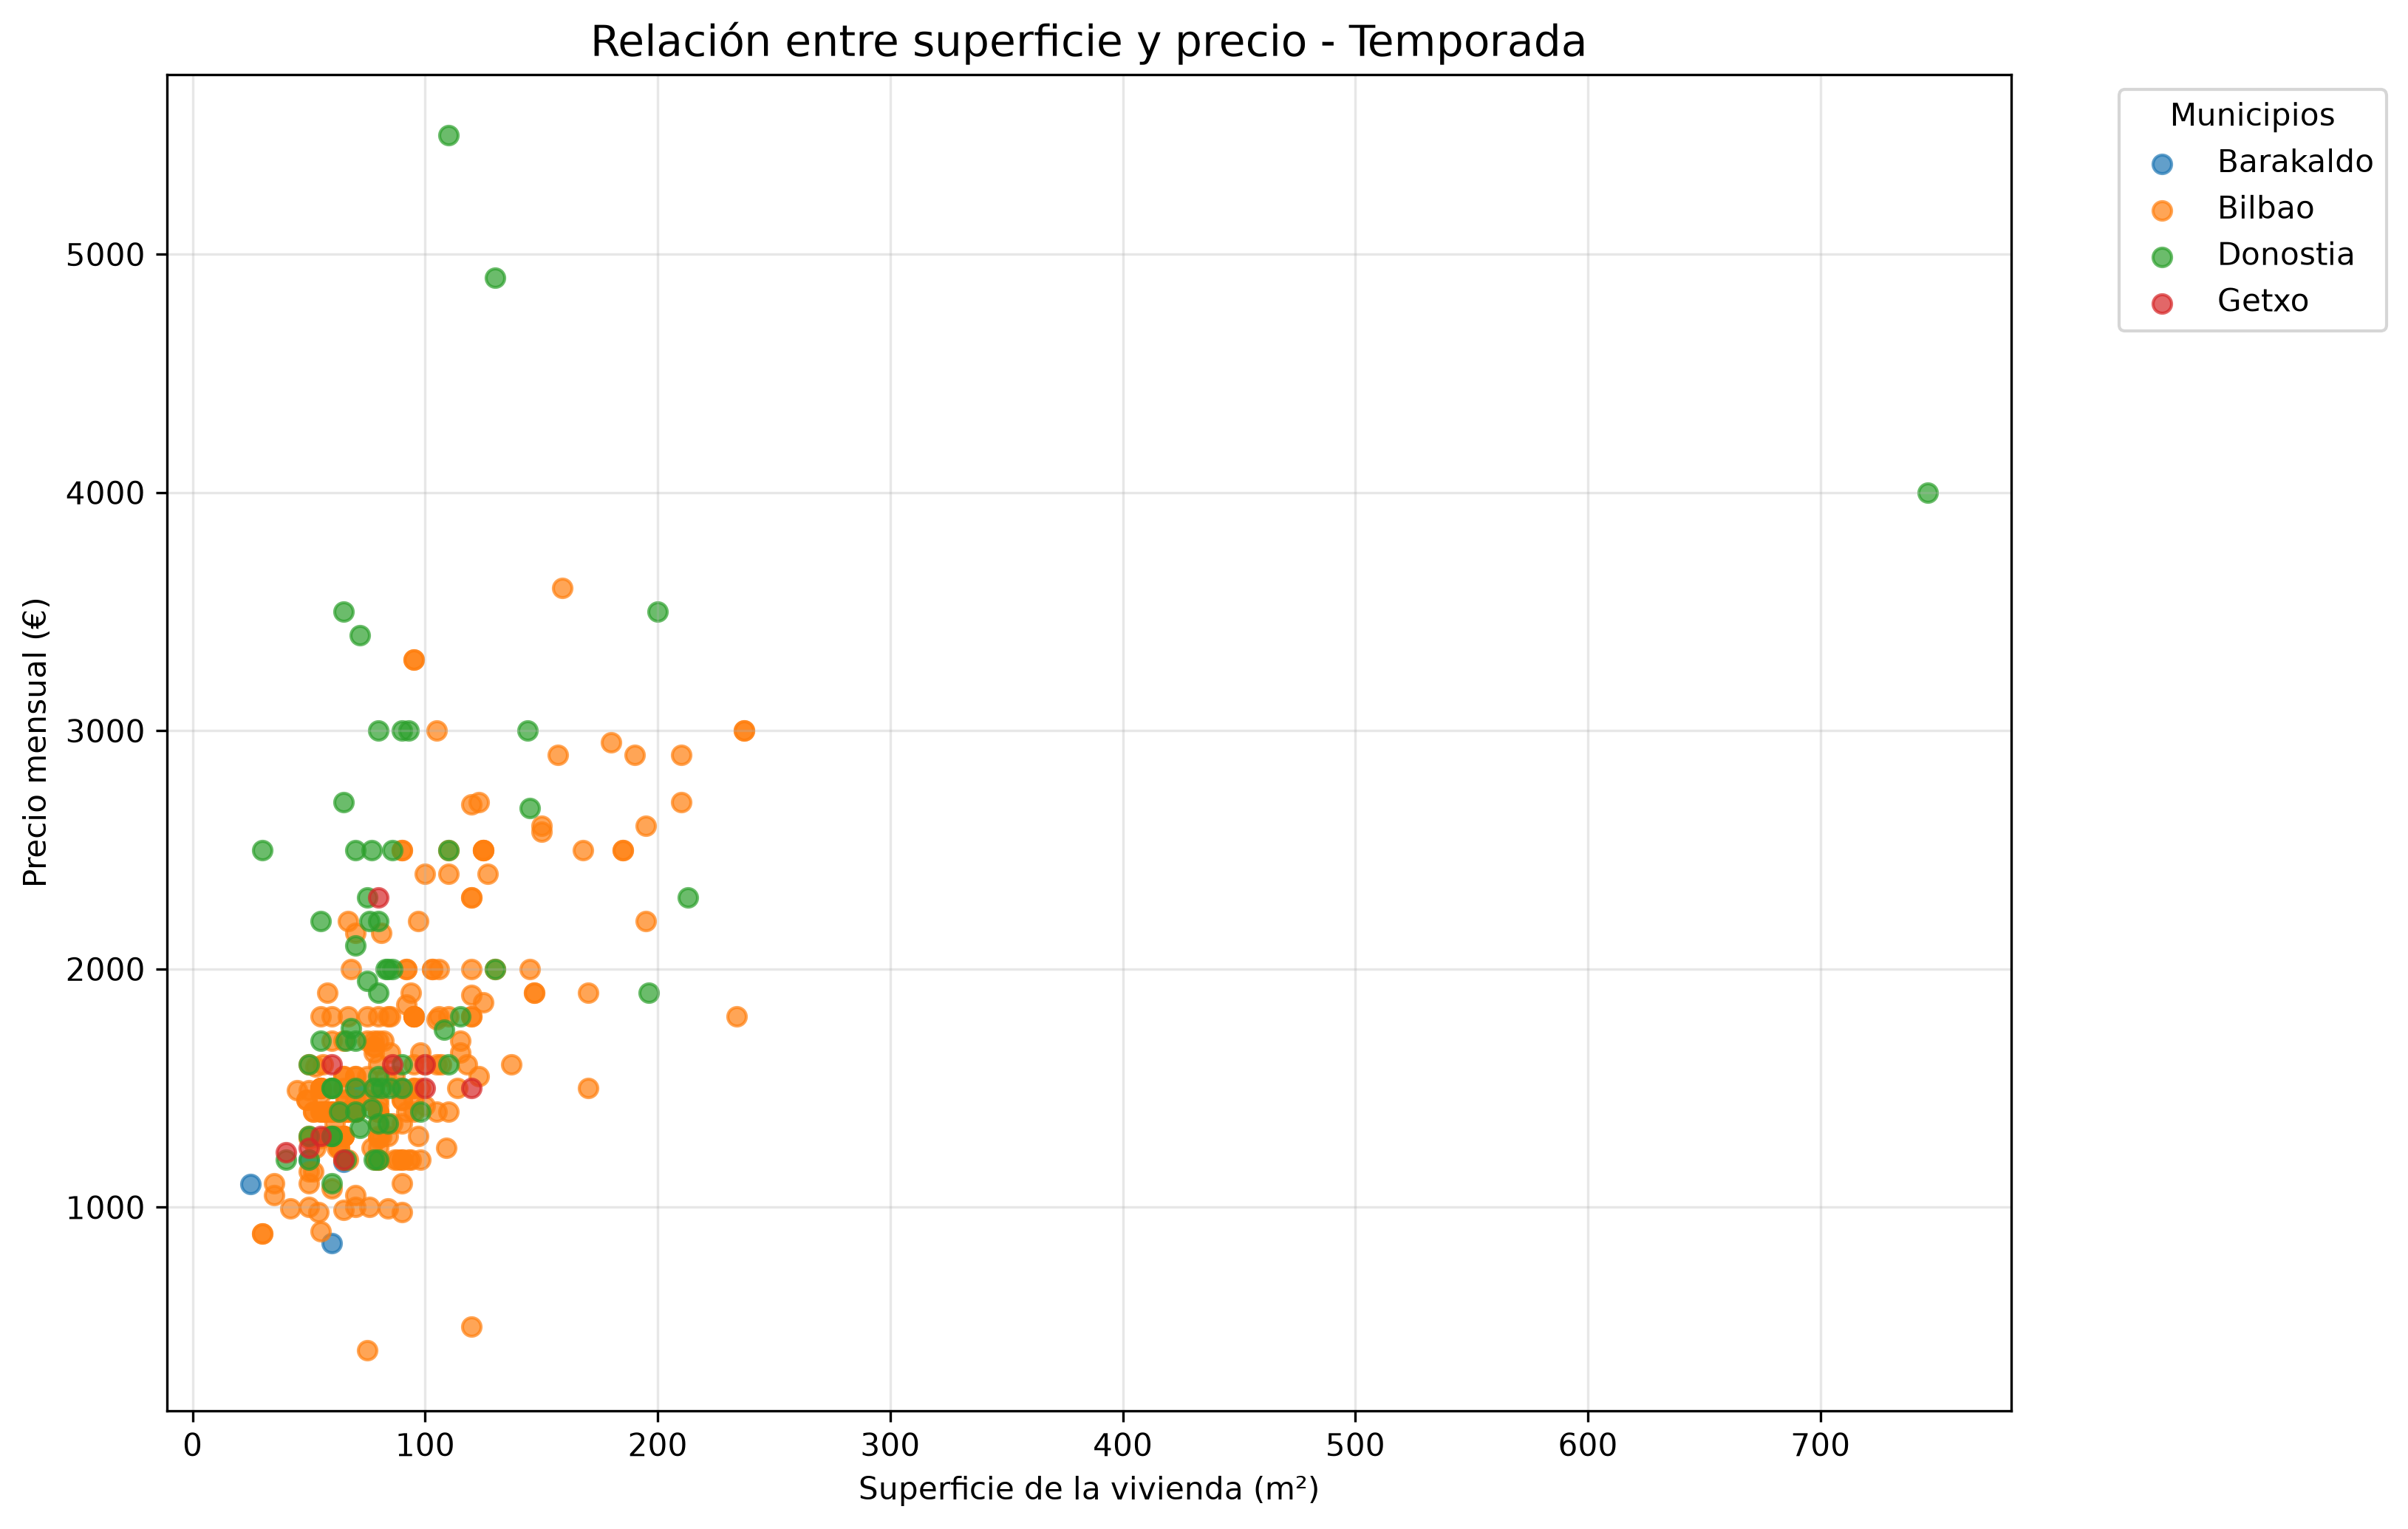 Relación entre superficie y precio - Temporada
Municipios
Barakaldo
Bilbao
Donostia
Getxo
5000
4000
3000
2000
1000
Precio mensual (€)
0 100 200 300 400 500 600 700
Superficie de la vivienda (m²)